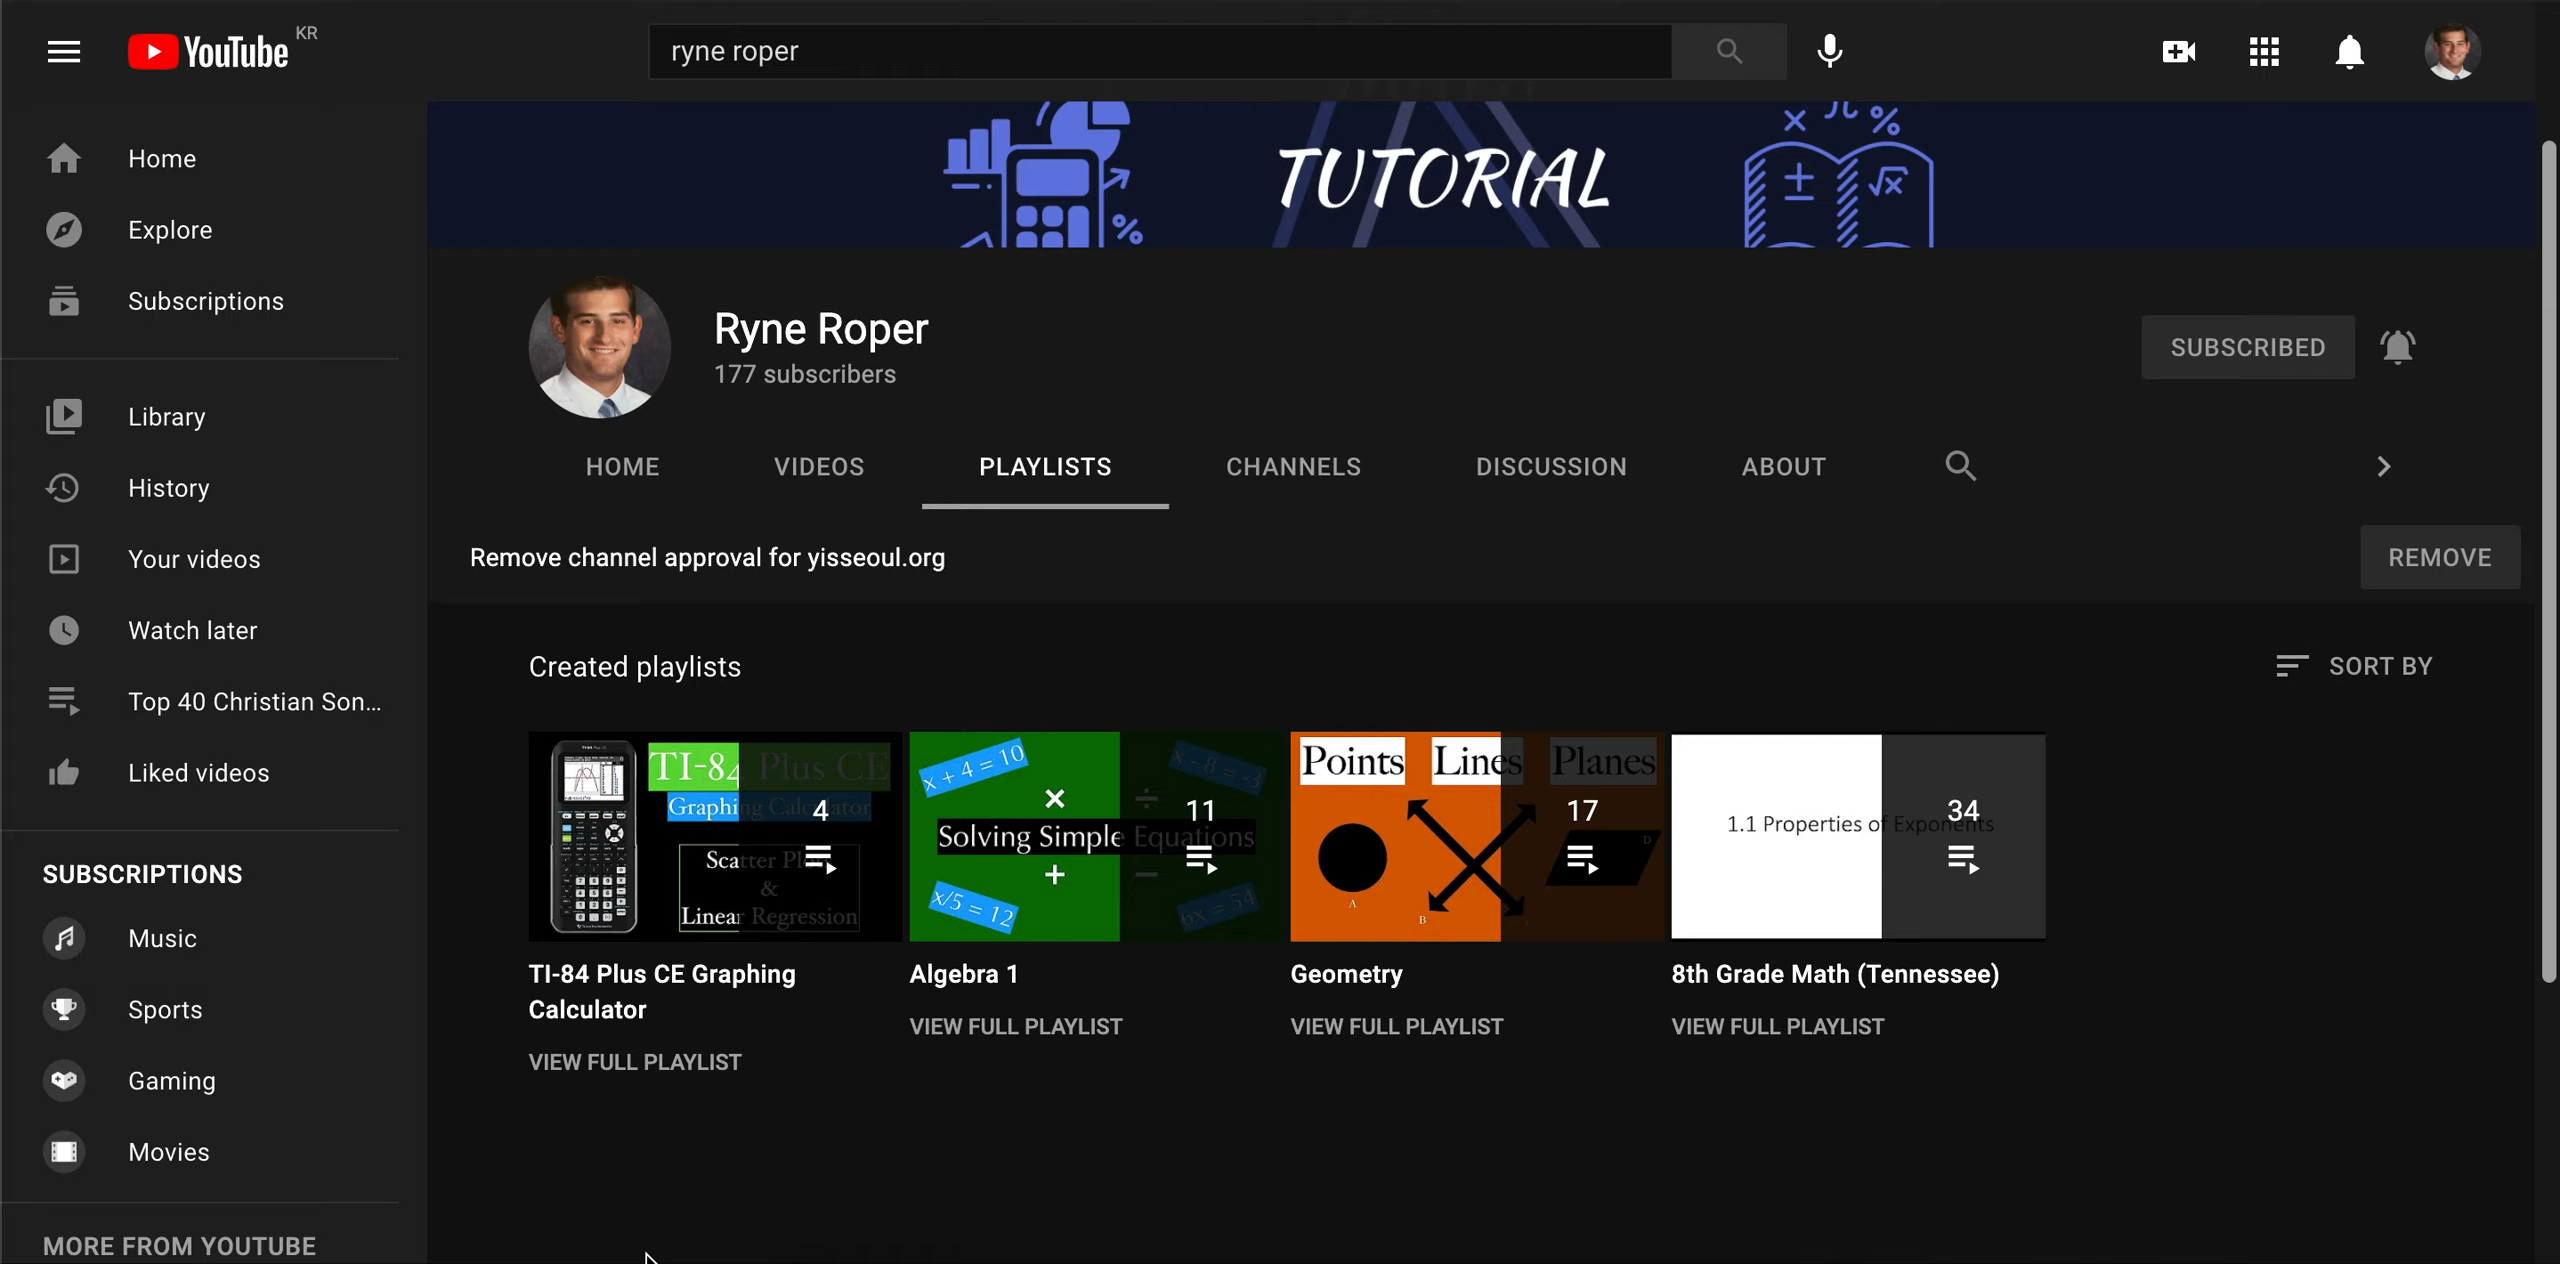 YouTube KR
ryne roper
Home
Explore
Subscriptions
Library
History
Your videos
Watch later
Top 40 Christian Son...
Liked videos
SUBSCRIPTIONS
Music
Sports
Gaming
Movies
MORE FROM YOUTUBE
TUTORIAL
Ryne Roper
177 subscribers
SUBSCRIBED
HOME VIDEOS PLAYLISTS CHANNELS DISCUSSION ABOUT
Remove channel approval for yisseoul.org
REMOVE
Created playlists
SORT BY
TI-84 Plus CE
Graphing Calculator
4
Scatter Plot
&
Linear Regression
TI-84 Plus CE Graphing
Calculator
VIEW FULL PLAYLIST
x + 4 = 10
x - 8 = -3
× ÷
11
Solving Simple Equations
+ −
x/5 = 12
6x = 54
Algebra 1
VIEW FULL PLAYLIST
Points Lines Planes
17
A
B
D
Geometry
VIEW FULL PLAYLIST
34
1.1 Properties of Exponents
8th Grade Math (Tennessee)
VIEW FULL PLAYLIST